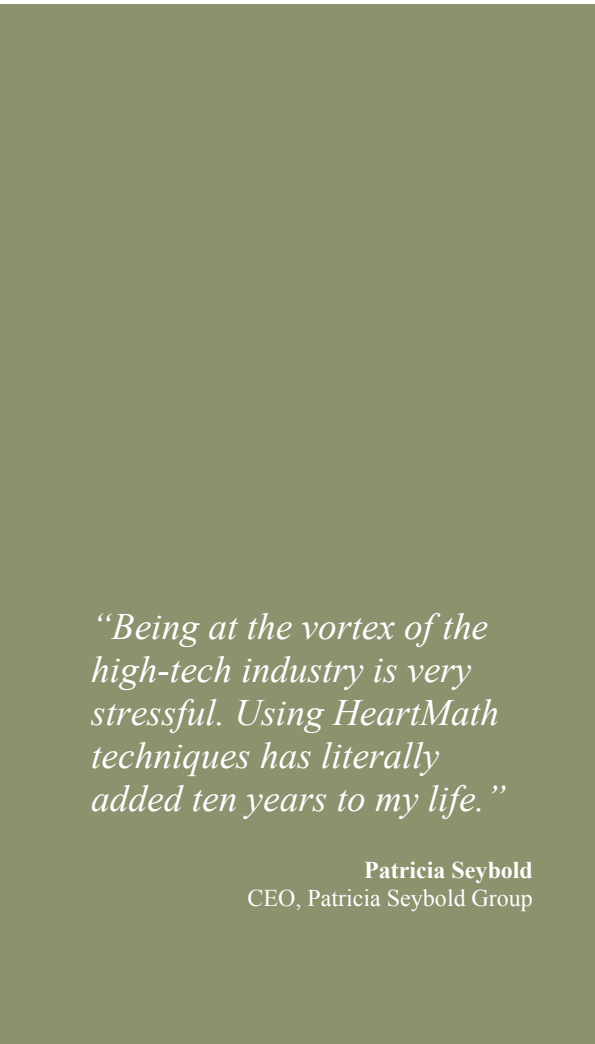 “Being at the vortex of the
high-tech industry is very
stressful. Using HeartMath
techniques has literally
added ten years to my life.”
Patricia Seybold
CEO, Patricia Seybold Group